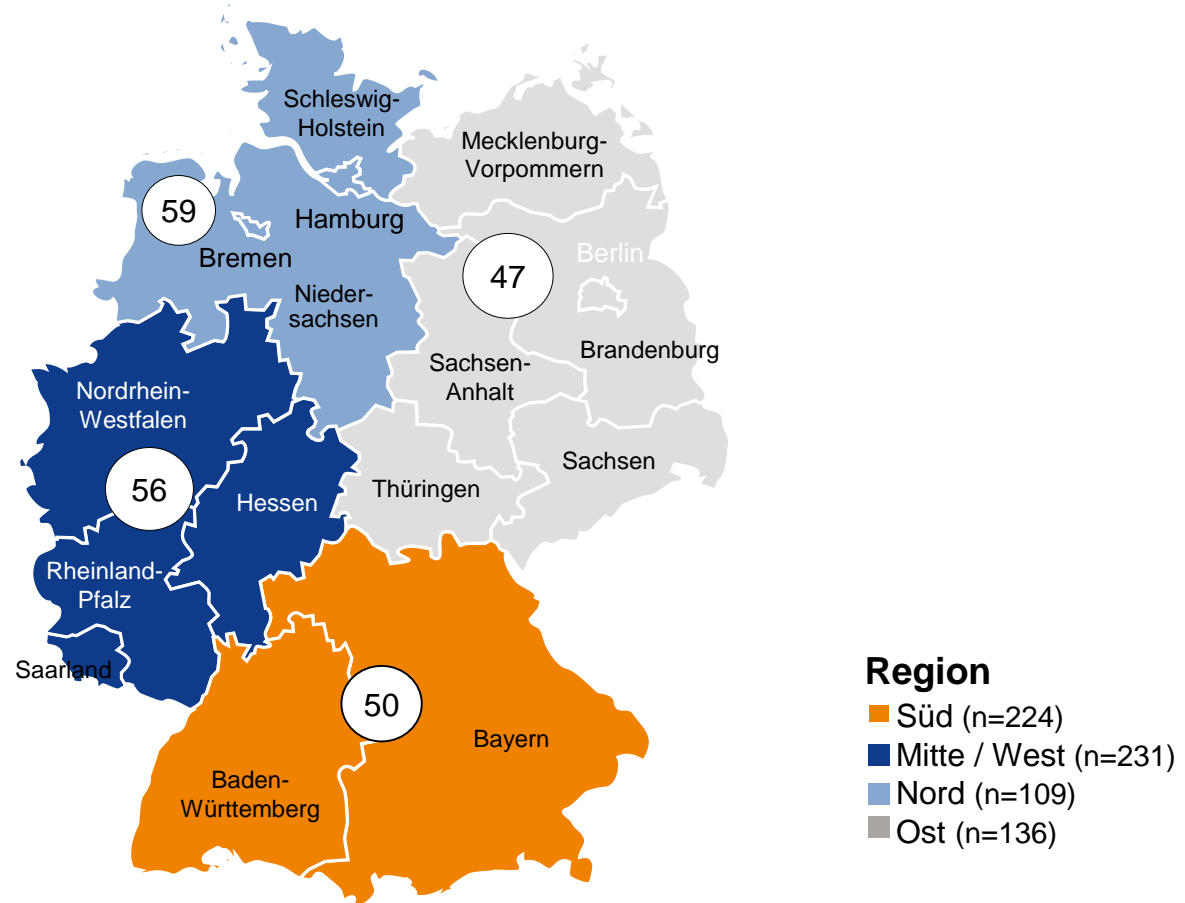 Schleswig-
Holstein
Mecklenburg-
Vorpommern
59
Hamburg
Bremen
Berlin
47
Nieder-
sachsen
Brandenburg
Sachsen-
Anhalt
Nordrhein-
Westfalen
Sachsen
Thüringen
56
Hessen
Rheinland-
Pfalz
Saarland
50
Bayern
Baden-
Württemberg
Region
Süd (n=224)
Mitte / West (n=231)
Nord (n=109)
Ost (n=136)